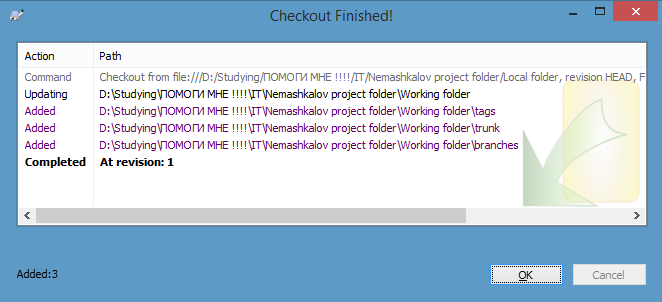 Checkout Finished!
Action Path
Command Checkout from file:///D:/Studying/ПОМОГИ МНЕ !!!!/IT/Nemashkalov project folder/Local folder, revision HEAD, F
Updating D:\Studying\ПОМОГИ МНЕ !!!!\IT\Nemashkalov project folder\Working folder
Added D:\Studying\ПОМОГИ МНЕ !!!!\IT\Nemashkalov project folder\Working folder\tags
Added D:\Studying\ПОМОГИ МНЕ !!!!\IT\Nemashkalov project folder\Working folder\trunk
Added D:\Studying\ПОМОГИ МНЕ !!!!\IT\Nemashkalov project folder\Working folder\branches
Completed At revision: 1
Added:3 OK Cancel